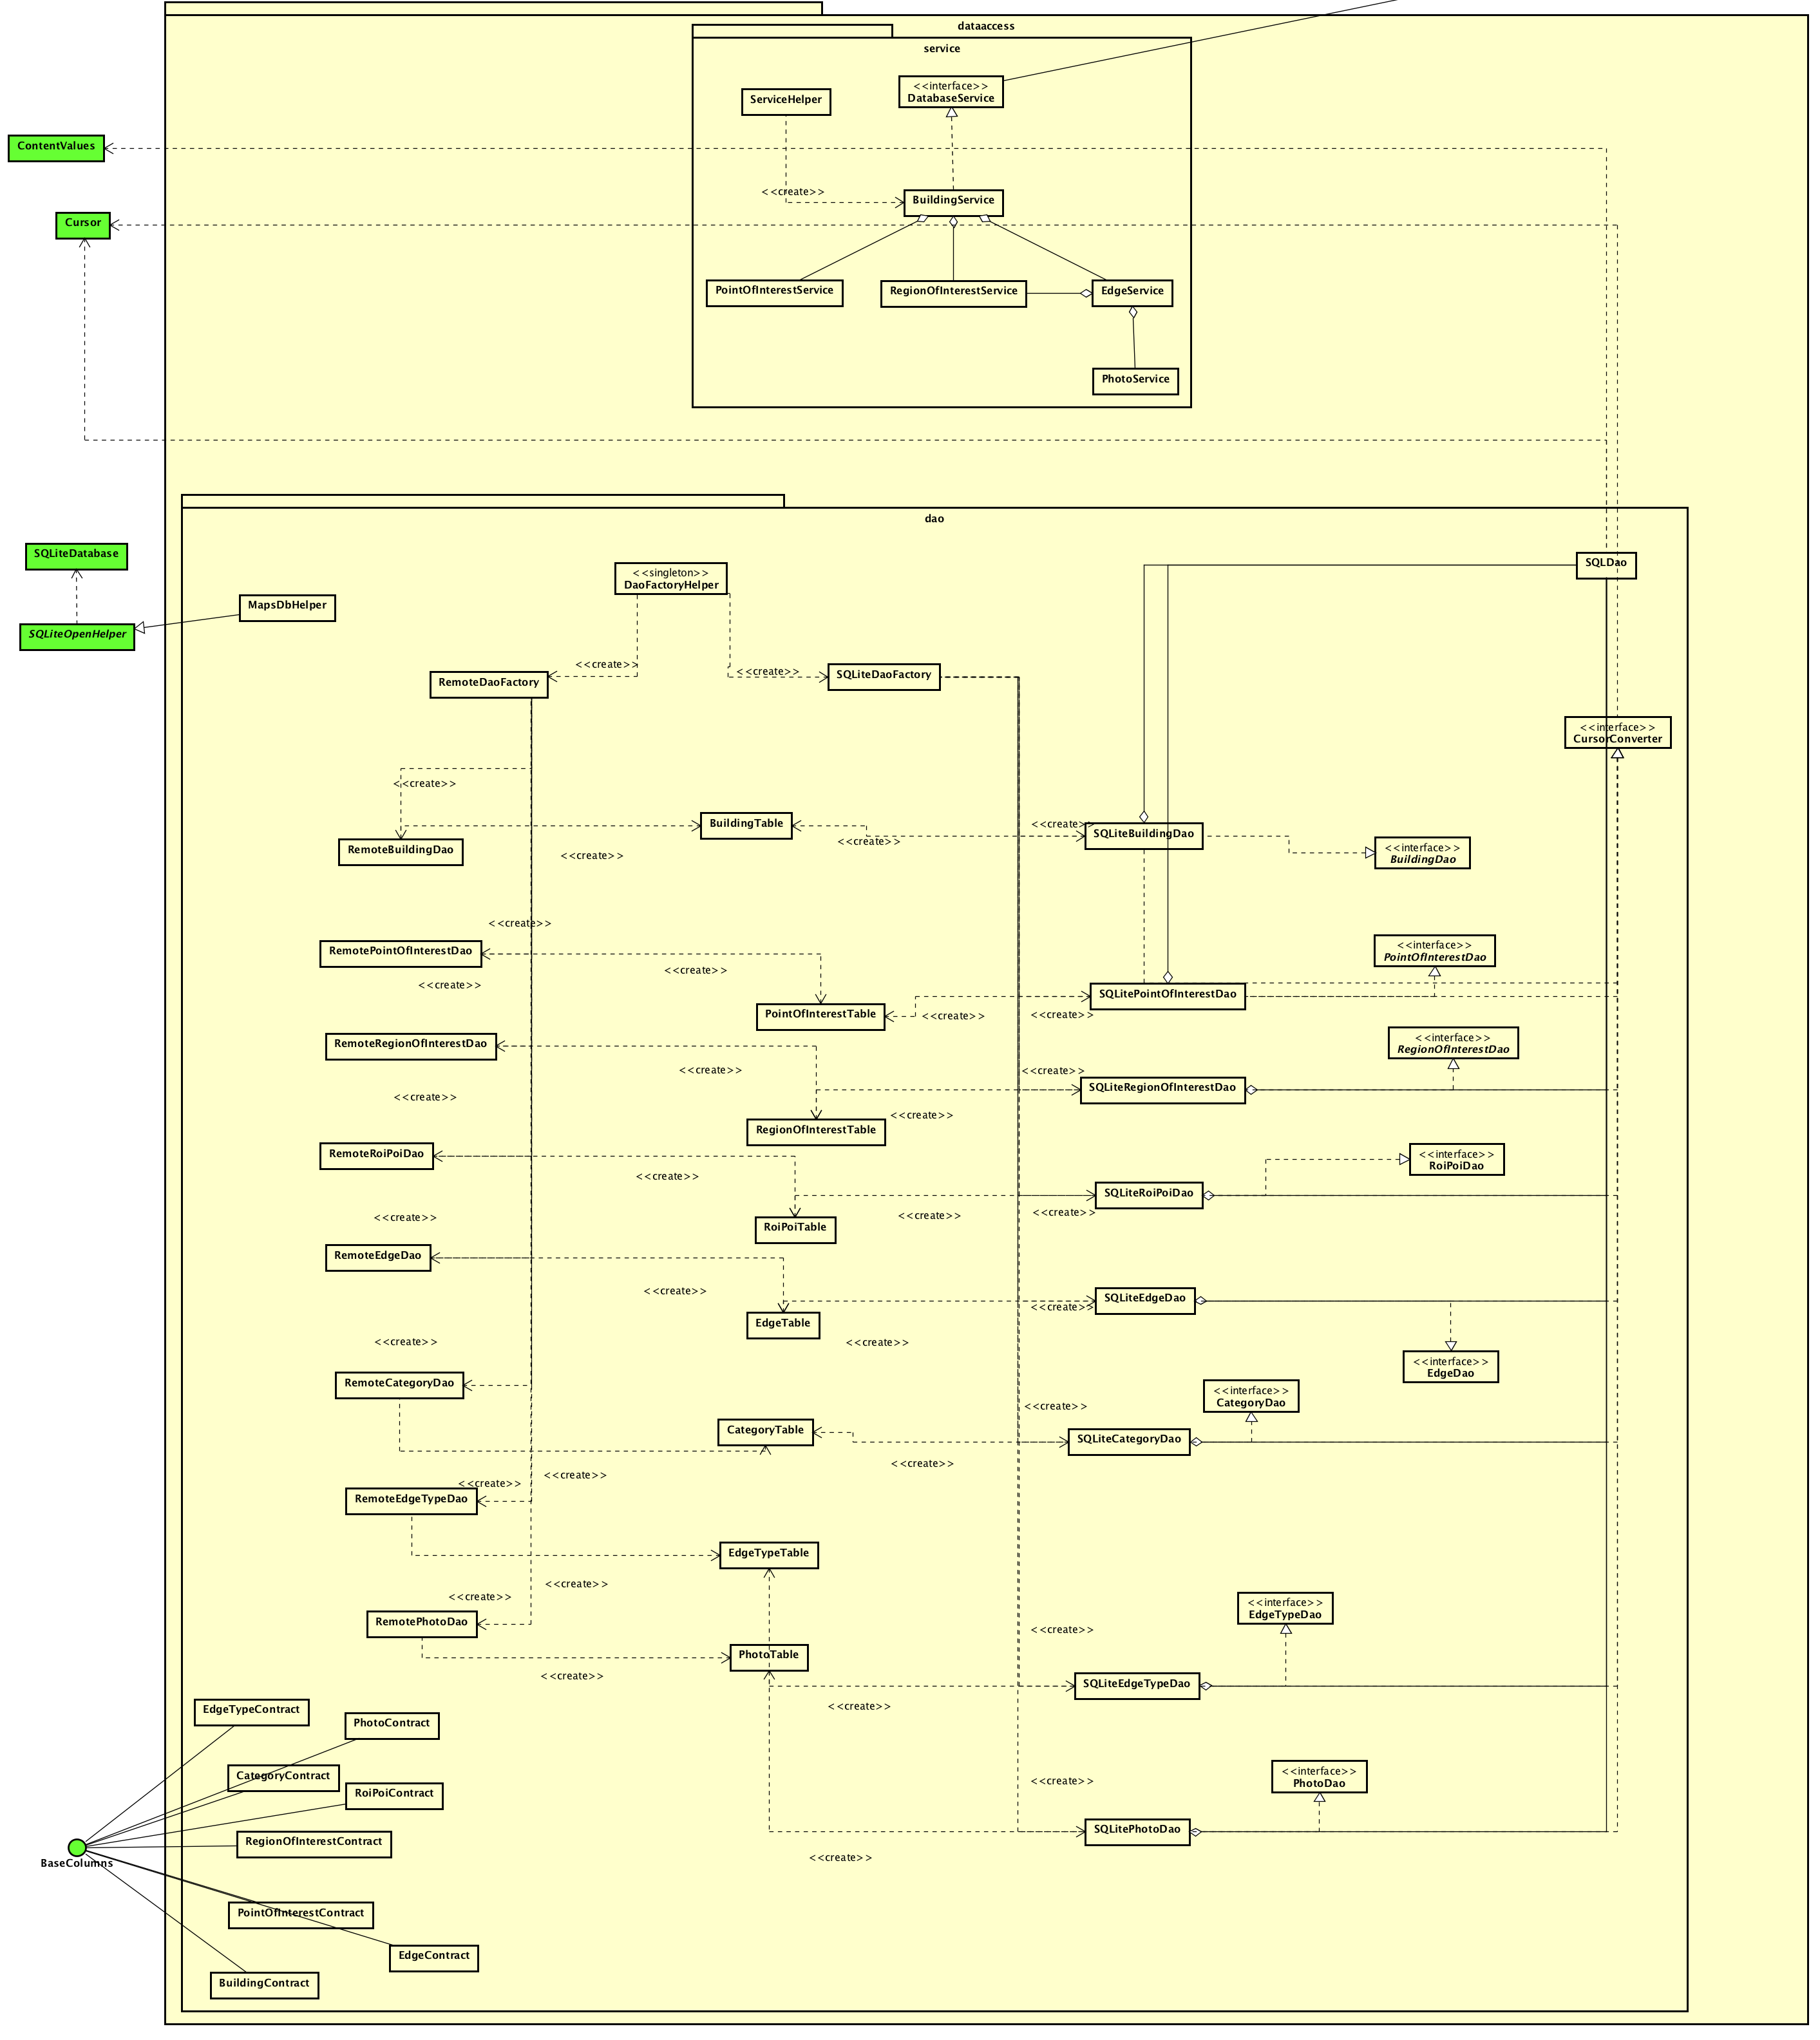 dataaccess
service
<<interface>>
DatabaseService
ServiceHelper
ContentValues
<<create>>
BuildingService
Cursor
PointOfInterestService
RegionOfInterestService
EdgeService
PhotoService
dao
SQLiteDatabase
SQLDao
<<singleton>>
DaoFactoryHelper
MapsDbHelper
SQLiteOpenHelper
<<create>>
<<create>>
RemoteDaoFactory
SQLiteDaoFactory
<<interface>>
CursorConverter
<<create>>
BuildingTable
<<create>>
SQLiteBuildingDao
<<create>>
RemoteBuildingDao
<<create>>
<<interface>>
BuildingDao
<<create>>
RemotePointOfInterestDao
<<interface>>
PointOfInterestDao
<<create>>
<<create>>
SQLitePointOfInterestDao
PointOfInterestTable
<<create>>
<<create>>
RemoteRegionOfInterestDao
<<interface>>
RegionOfInterestDao
<<create>>
<<create>>
SQLiteRegionOfInterestDao
<<create>>
<<create>>
RegionOfInterestTable
RemoteRoiPoiDao
<<interface>>
RoiPoiDao
<<create>>
SQLiteRoiPoiDao
<<create>>
<<create>>
<<create>>
RoiPoiTable
RemoteEdgeDao
<<create>>
SQLiteEdgeDao
<<create>>
EdgeTable
<<create>>
<<create>>
<<interface>>
EdgeDao
RemoteCategoryDao
<<interface>>
CategoryDao
<<create>>
CategoryTable
SQLiteCategoryDao
<<create>>
<<create>>
<<create>>
RemoteEdgeTypeDao
EdgeTypeTable
<<create>>
<<create>>
<<interface>>
EdgeTypeDao
RemotePhotoDao
<<create>>
PhotoTable
<<create>>
SQLiteEdgeTypeDao
<<create>>
EdgeTypeContract
PhotoContract
<<interface>>
PhotoDao
CategoryContract
<<create>>
RoiPoiContract
SQLitePhotoDao
RegionOfInterestContract
<<create>>
BaseColumns
PointOfInterestContract
EdgeContract
BuildingContract